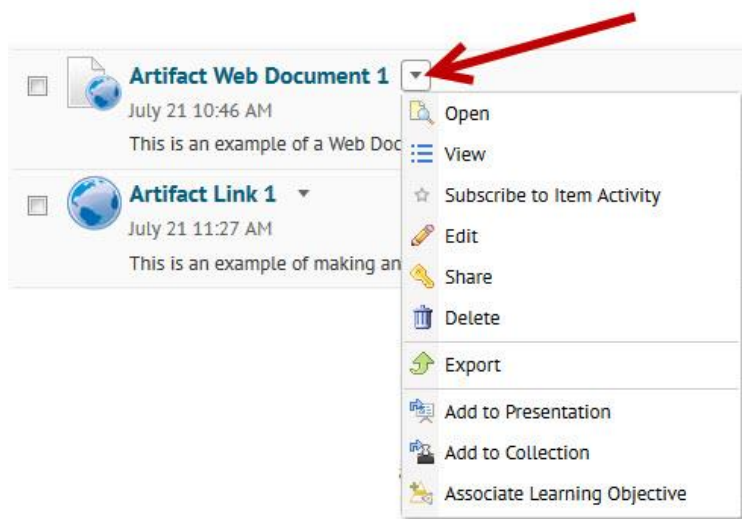 Artifact Web Document 1
July 21 10:46 AM
This is an example of a Web Doc
Artifact Link 1
July 21 11:27 AM
This is an example of making an
Open
View
Subscribe to Item Activity
Edit
Share
Delete
Export
Add to Presentation
Add to Collection
Associate Learning Objective